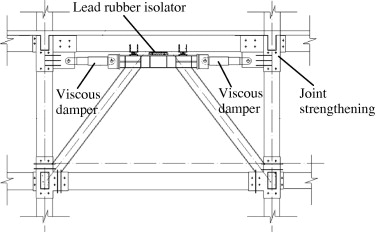 Lead rubber isolator
Viscous
damper
Viscous
damper
Joint
strengthening